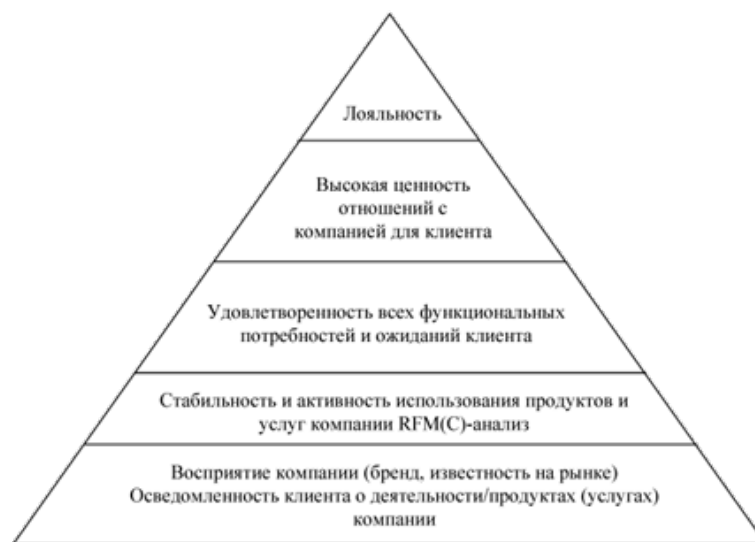 Лояльность
Высокая ценность
отношений с
компанией для клиента
Удовлетворенность всех функциональных
потребностей и ожиданий клиента
Стабильность и активность использования продуктов и
услуг компании RFM(C)-анализ
Восприятие компании (бренд, известность на рынке)
Осведомленность клиента о деятельности/продуктах (услугах)
компании